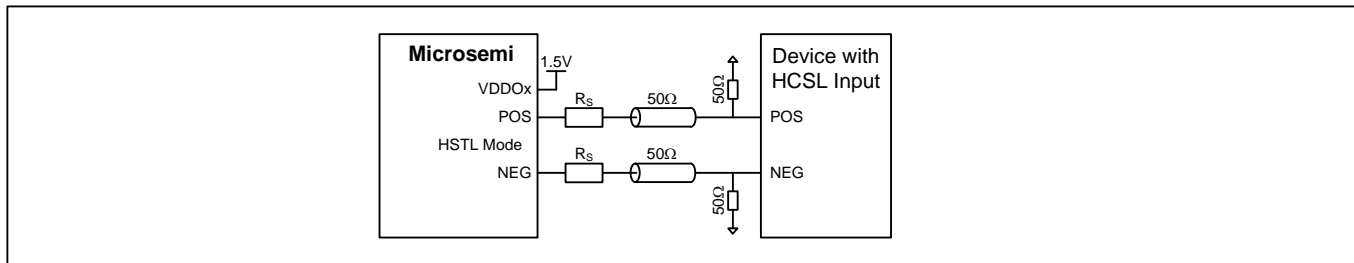 Microsemi
1.5V
VDDOx
POS
HSTL Mode
NEG
RS
50Ω
RS
50Ω
50Ω
50Ω
Device with
HCSL Input
POS
NEG